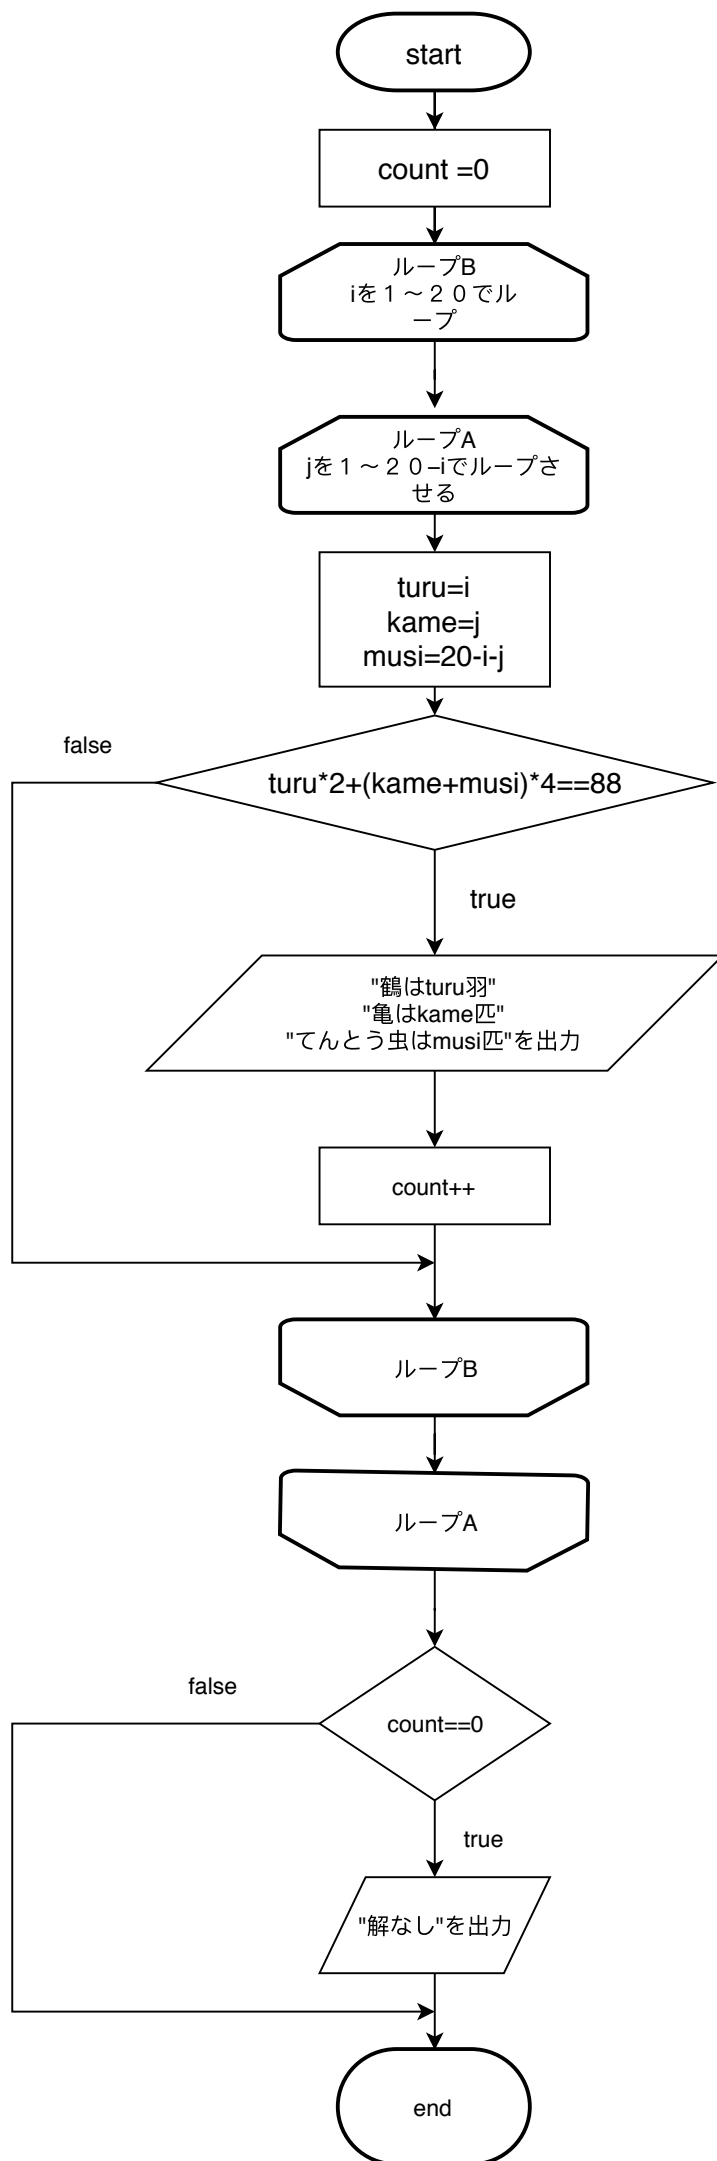 start
count =0
ループB
iを１～２０でル
ープ
ループA
jを１～２０−iでループさ
せる
turu=i
kame=j
musi=20-i-j
false
turu*2+(kame+musi)*4==88
true
"鶴はturu羽"
"亀はkame匹"
"てんとう虫はmusi匹"を出力
count++
ループB
ループA
false
count==0
true
"解なし"を出力
end